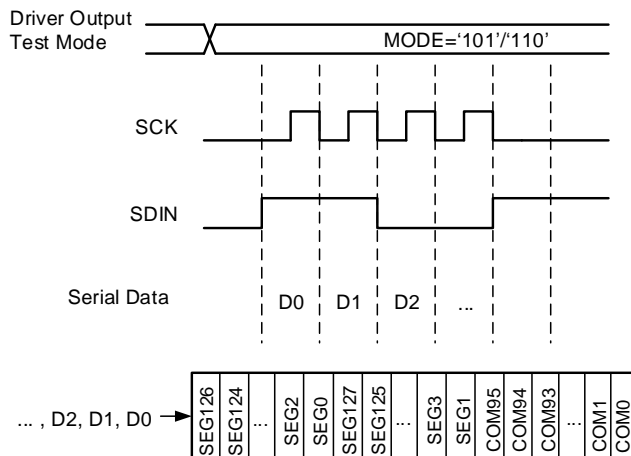 Driver Output
Test Mode
MODE='101'/'110'
SCK
SDIN
Serial Data
D0 D1 D2 ...
... , D2, D1, D0
SEG126 SEG124 ... SEG2 SEG0 SEG127 SEG125 ... SEG3 SEG1 COM95 COM94 COM93 ... COM1 COM0